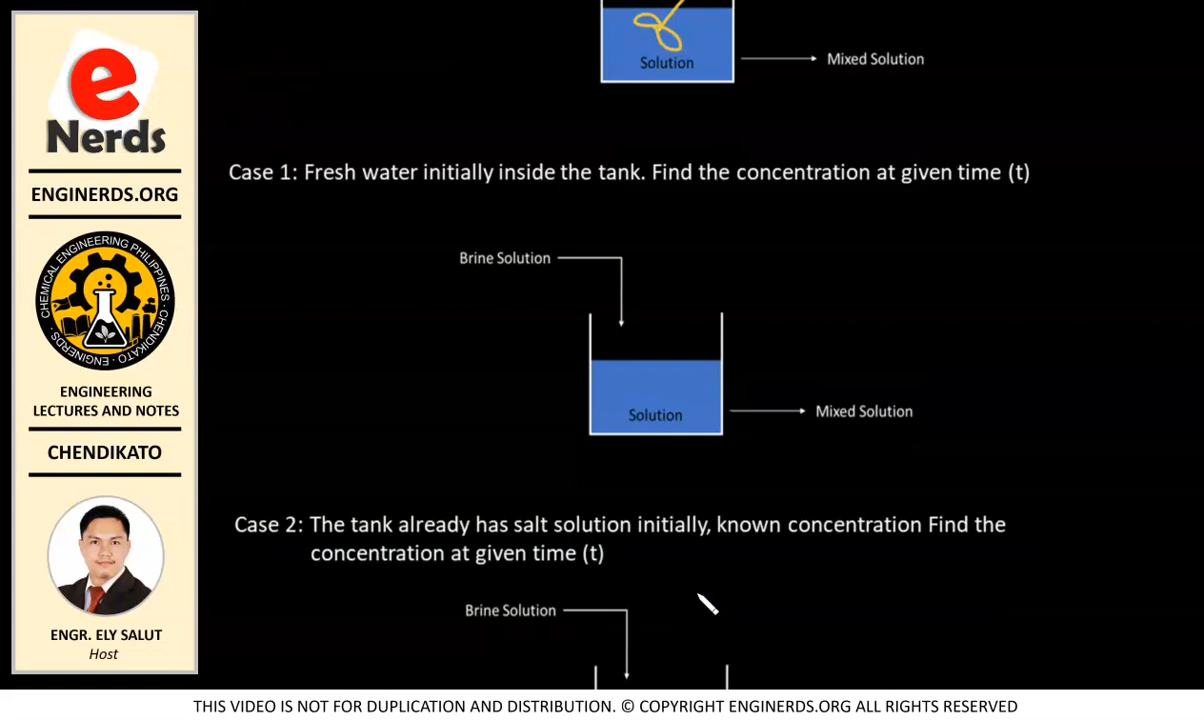 e
Nerds
ENGINERDS.ORG
CHEMICAL ENGINEERING PHILIPPINES · CHENDIKATO · ENGINERDS ·
ENGINEERING
LECTURES AND NOTES
CHENDIKATO
ENGR. ELY SALUT
Host
Solution
Mixed Solution
Case 1: Fresh water initially inside the tank. Find the concentration at given time (t)
Brine Solution
Solution
Mixed Solution
Case 2: The tank already has salt solution initially, known concentration Find the
concentration at given time (t)
Brine Solution
THIS VIDEO IS NOT FOR DUPLICATION AND DISTRIBUTION. © COPYRIGHT ENGINERDS.ORG ALL RIGHTS RESERVED